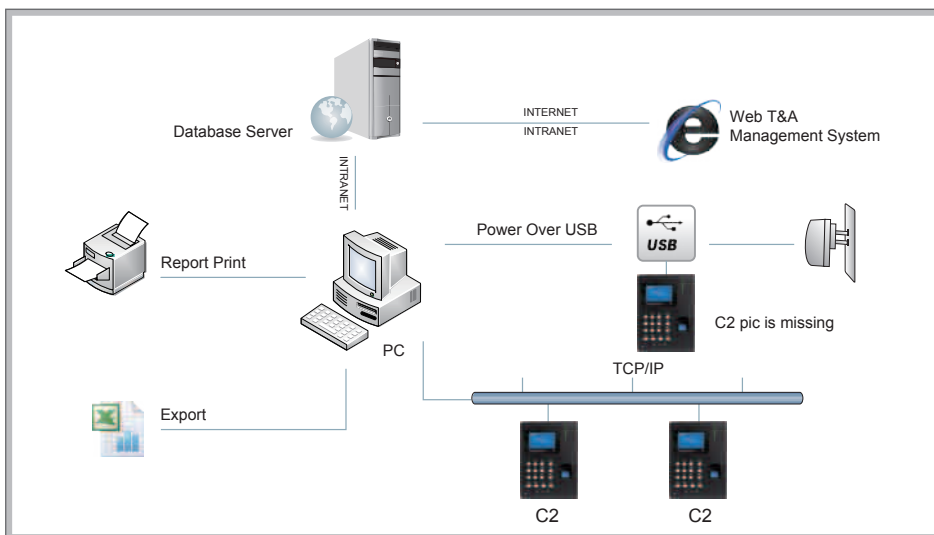 INTERNET
INTRANET
Database Server
Web T&A
Management System
INTRANET
Power Over USB
USB
Report Print
C2 pic is missing
PC
TCP/IP
Export
C2
C2